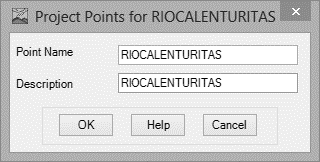 Project Points for RIOCALENTURITAS
Point Name RIOCALENTURITAS
Description RIOCALENTURITAS
OK Help Cancel